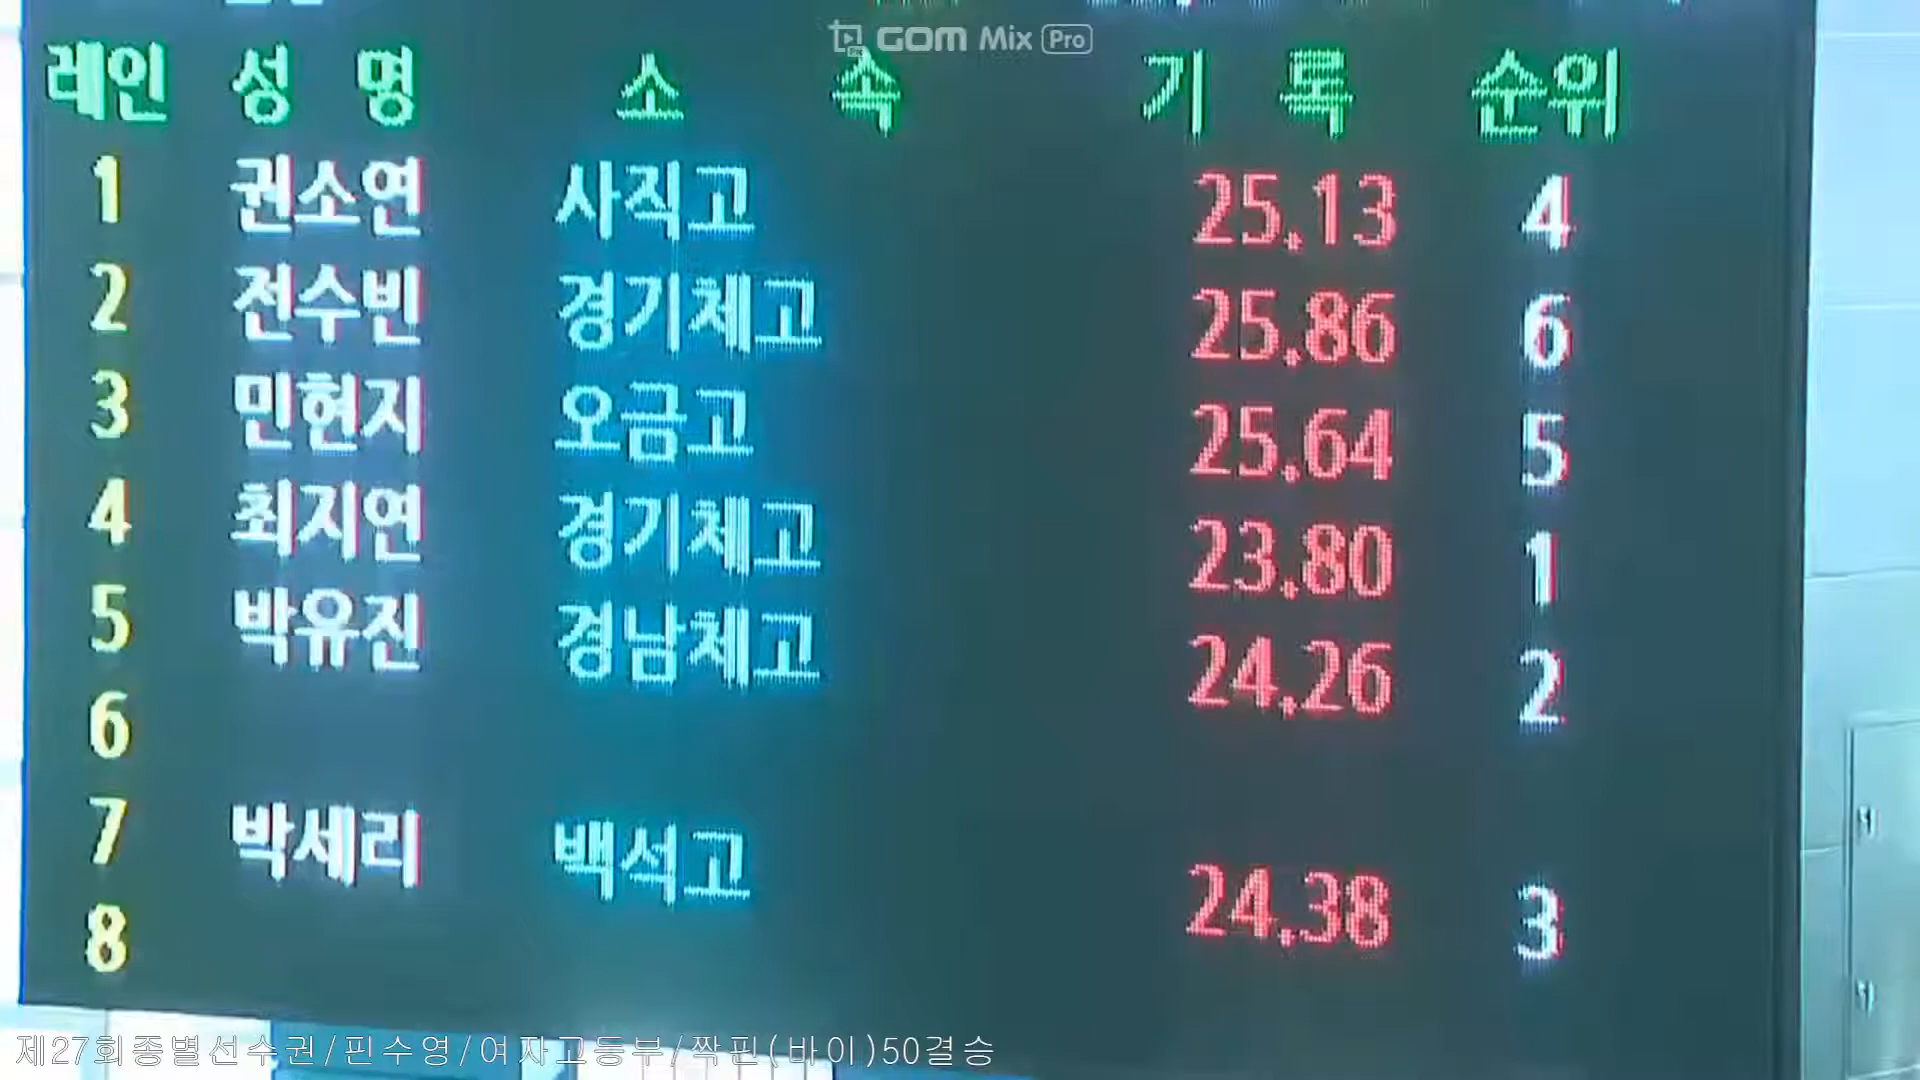 GOM Mix Pro
레인 성 명 소 속 기 록 순위
1 권소연 사직고 25.13 4
2 전수빈 경기체고 25.86 6
3 민현지 오금고 25.64 5
4 최지연 경기체고 23.80 1
5 박유진 경남체고 24.26 2
6
7 박세리 백석고 24.38 3
8
제27회종별선수권/핀수영/여자고등부/짝핀(바이)50결승